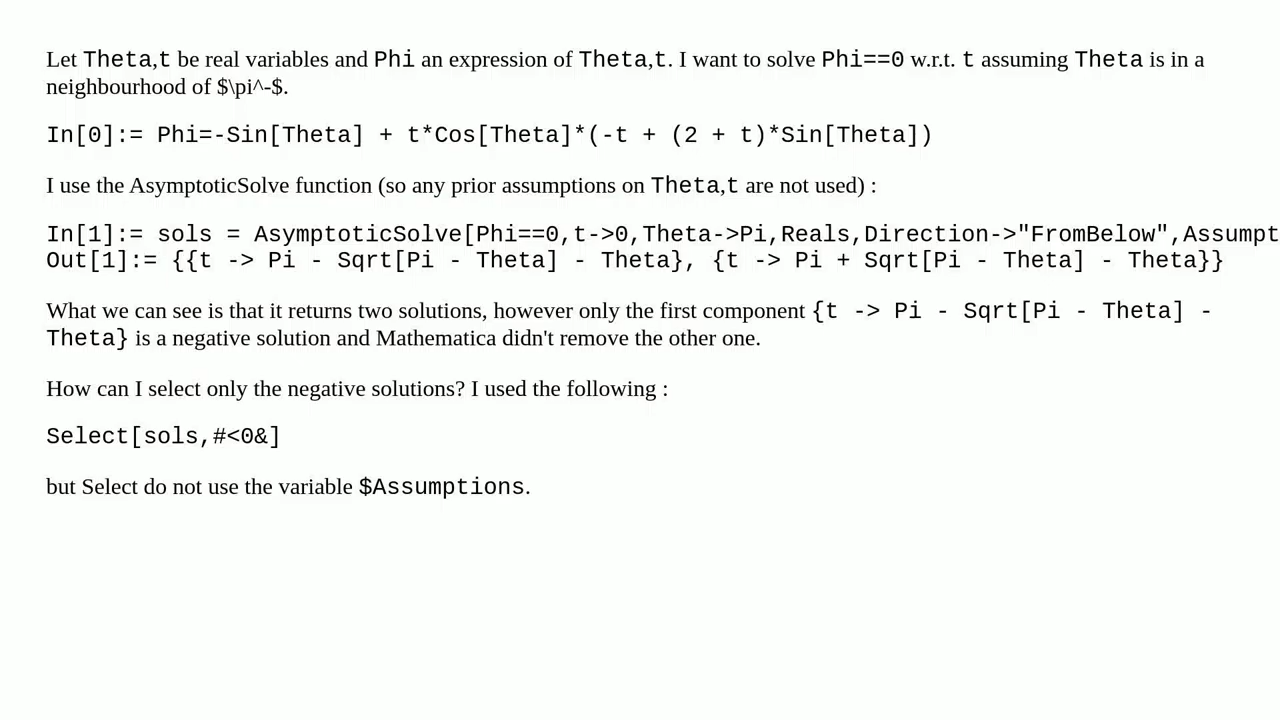 Let Theta,t be real variables and Phi an expression of Theta,t. I want to solve Phi==0 w.r.t. t assuming Theta is in a
neighbourhood of $\pi^-$.
In[0]:= Phi=-Sin[Theta] + t*Cos[Theta]*(-t + (2 + t)*Sin[Theta])
I use the AsymptoticSolve function (so any prior assumptions on Theta,t are not used) :
In[1]:= sols = AsymptoticSolve[Phi==0,t->0,Theta->Pi,Reals,Direction->"FromBelow",Assumpt
Out[1]:= {{t -> Pi - Sqrt[Pi - Theta] - Theta}, {t -> Pi + Sqrt[Pi - Theta] - Theta}}
What we can see is that it returns two solutions, however only the first component {t -> Pi - Sqrt[Pi - Theta] -
Theta} is a negative solution and Mathematica didn't remove the other one.
How can I select only the negative solutions? I used the following :
Select[sols,#<0&]
but Select do not use the variable $Assumptions.